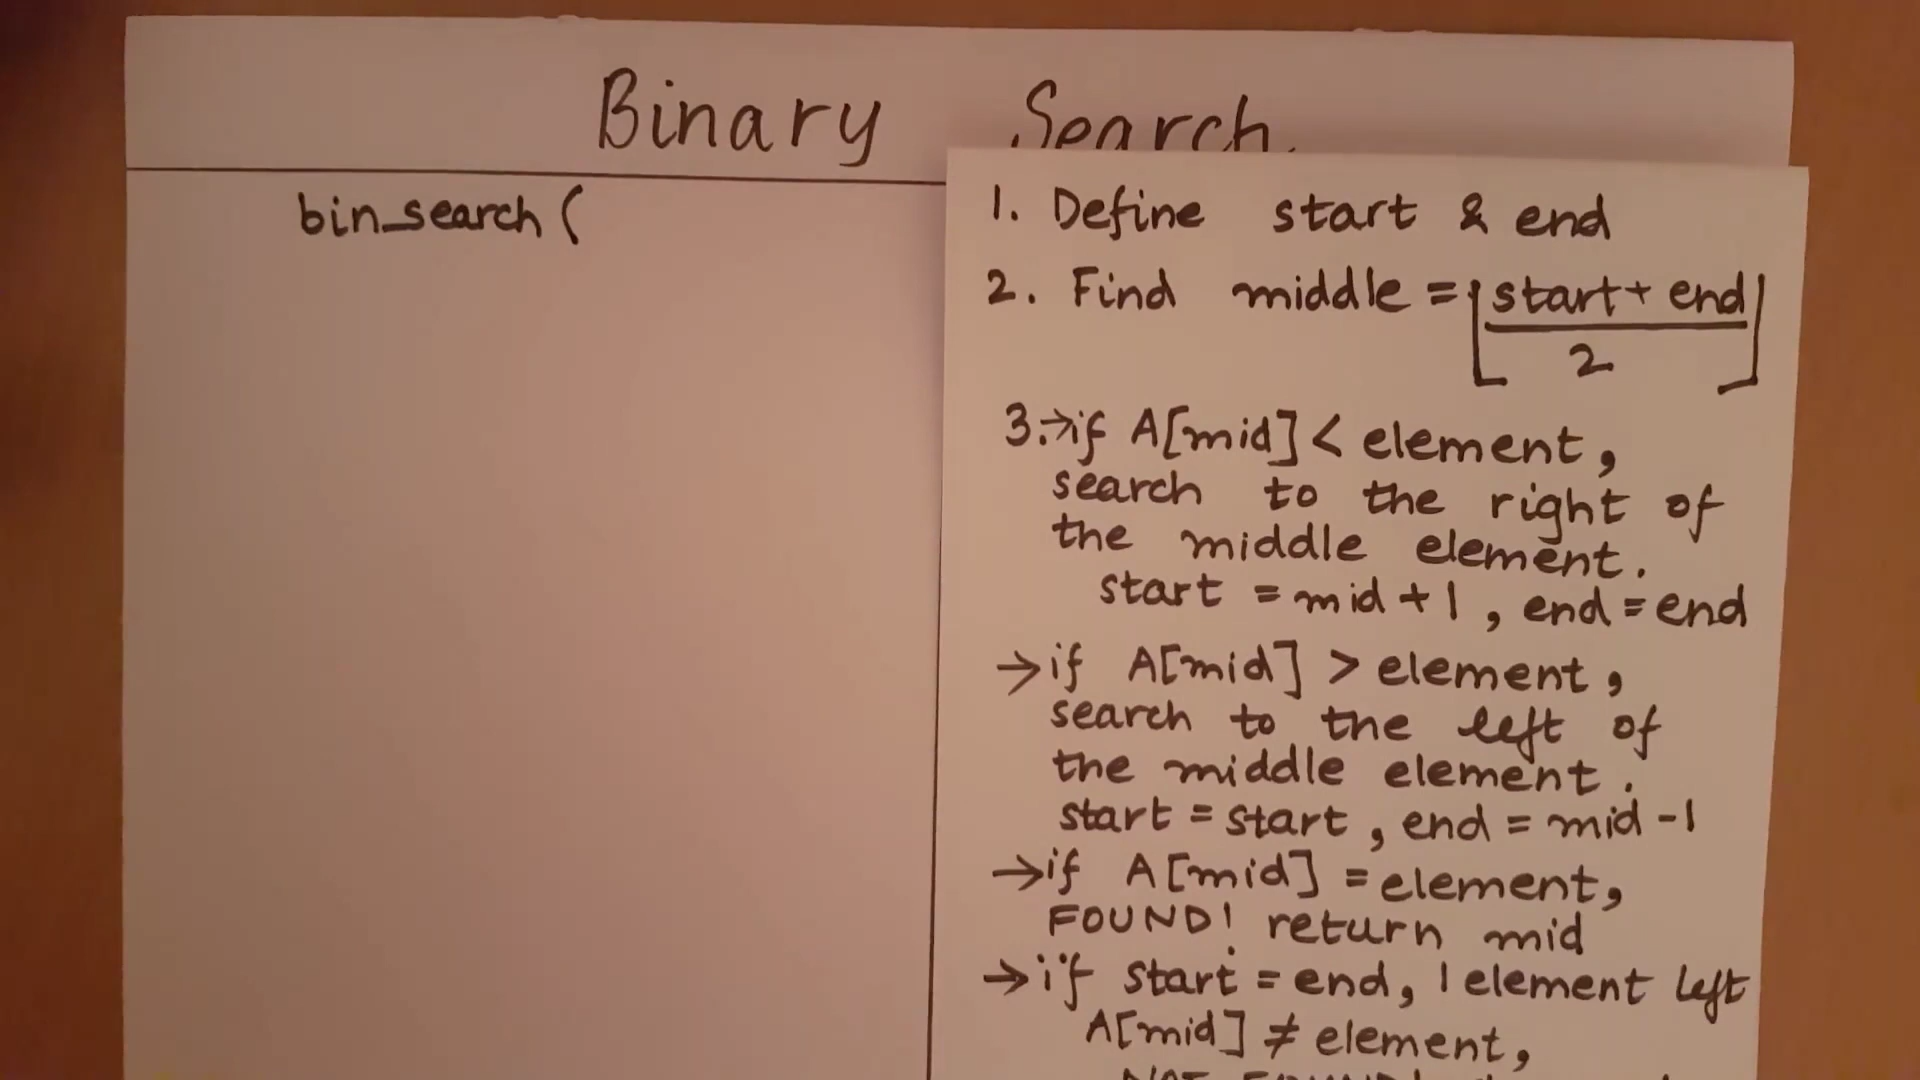 Binary Search
bin_search (
1. Define start & end
2. Find middle = ⌊start + end
2⌋
3. → if A[mid] < element,
search to the right of
the middle element.
start = mid + 1, end = end
→ if A[mid] > element,
search to the left of
the middle element.
start = start, end = mid - 1
→ if A[mid] = element,
FOUND! return mid
→ if start = end, 1 element left
A[mid] ≠ element,
NOT FOUND!